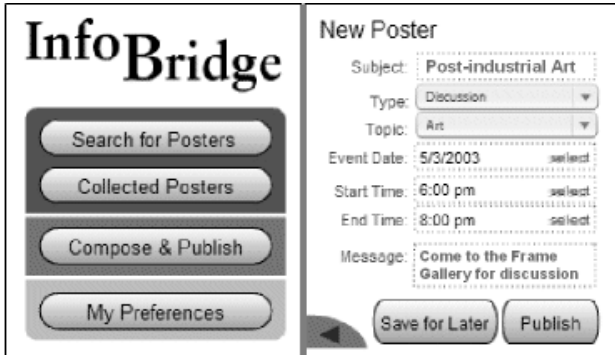 InfoBridge
Search for Posters
Collected Posters
Compose & Publish
My Preferences
New Poster
Subject: Post-industrial Art
Type: Discussion
Topic: Art
Event Date: 5/3/2003 select
Start Time: 6:00 pm select
End Time: 8:00 pm select
Message: Come to the Frame
Gallery for discussion
Save for Later Publish